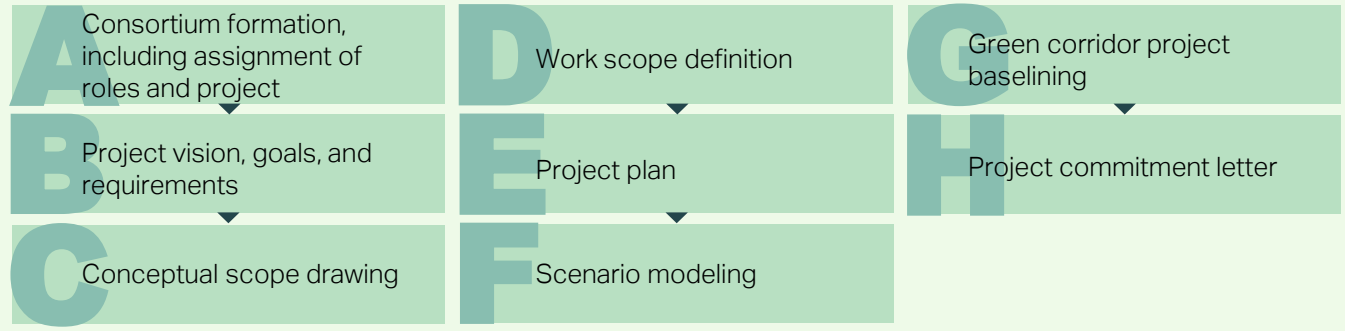 A
Consortium formation,
including assignment of
roles and project
B
Project vision, goals, and
requirements
C
Conceptual scope drawing
D
Work scope definition
E
Project plan
F
Scenario modeling
G
Green corridor project
baselining
H
Project commitment letter